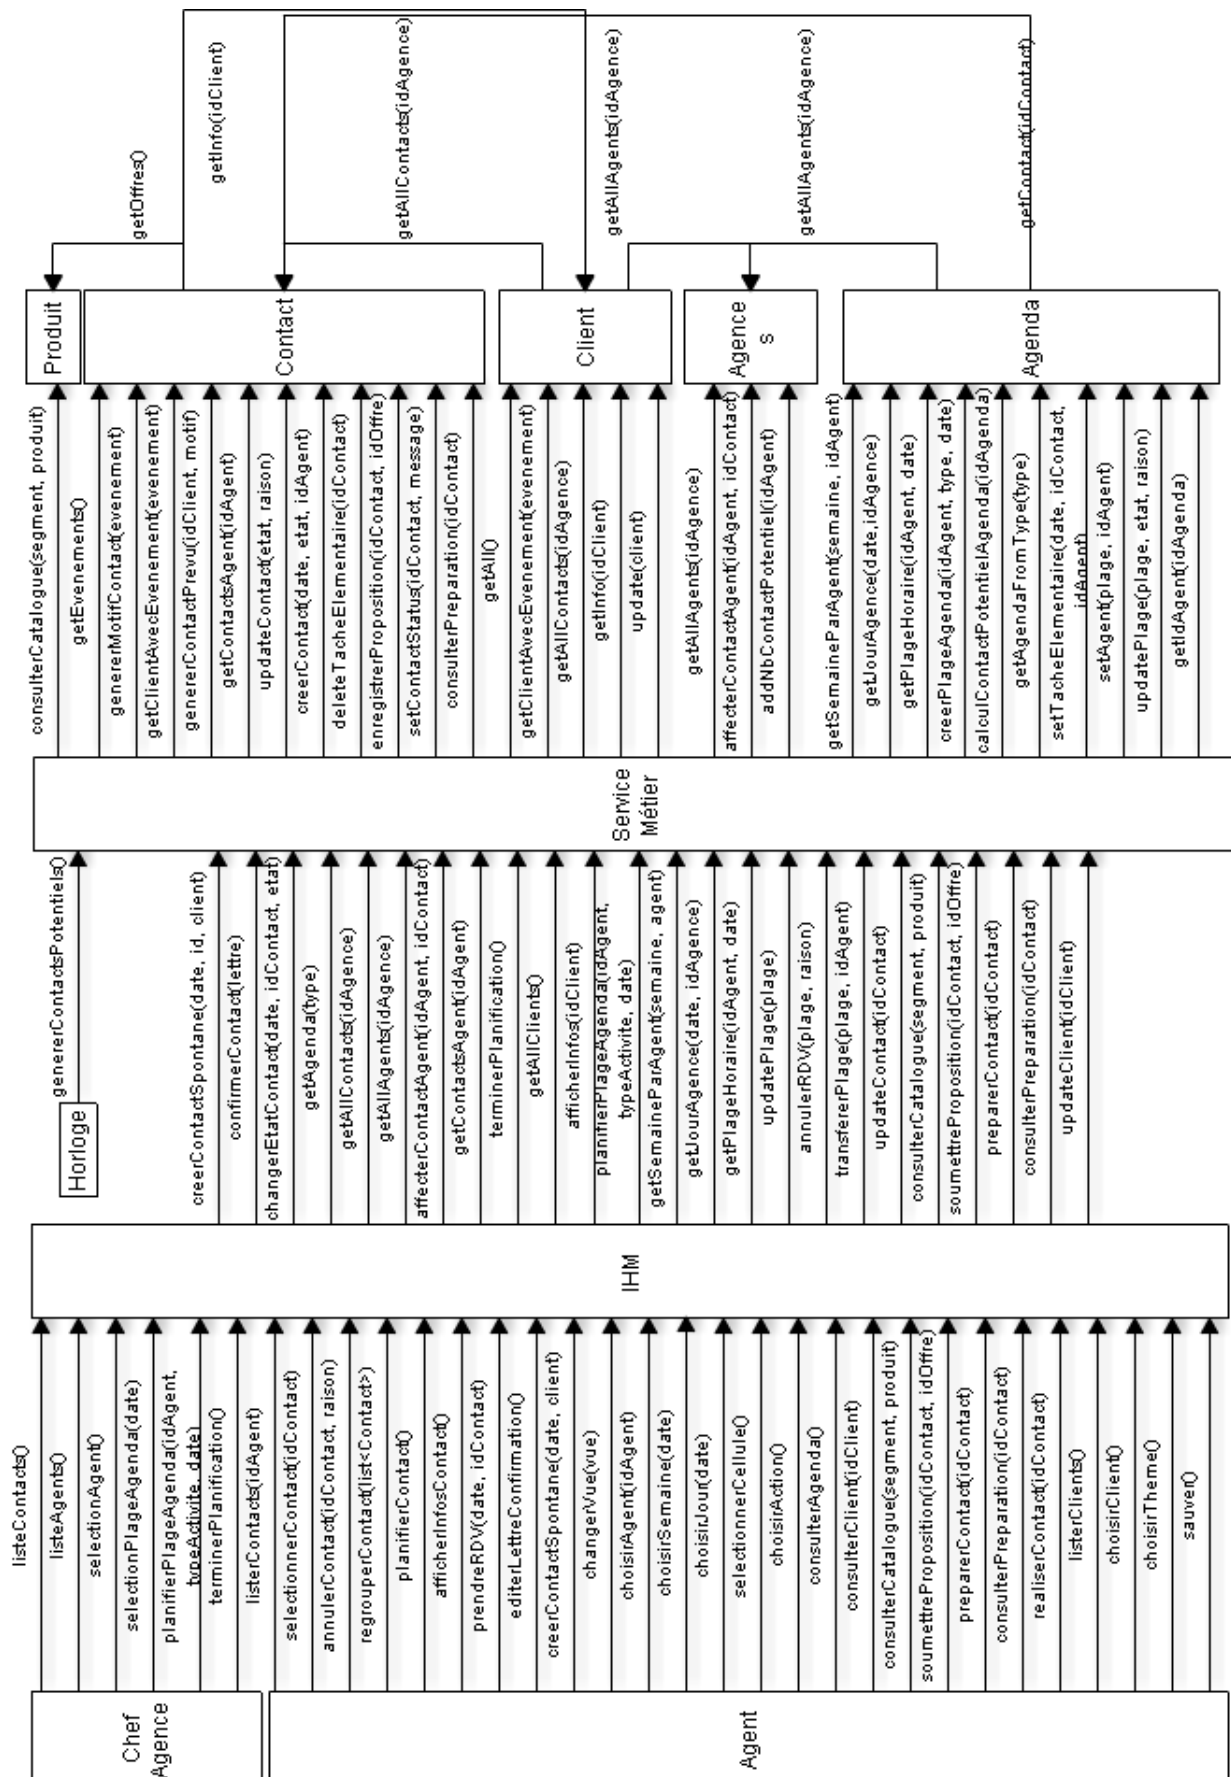 Chef
Agence
Agent
listeContacts()
listeAgents()
selectionAgent()
selectionPlageAgenda(date)
planifierPlageAgenda(idAgent,
typeActivite, date)
terminerPlanification()
listerContacts(idAgent)
selectionnerContact(idContact)
annulerContact(idContact, raison)
regroupeContact(list<Contact>)
planifierContact()
afficherInfosContact()
prendreRDV(date, idContact)
editerLettreConfirmation()
creerContactSpontane(date, client)
changerVue(vue)
choisirAgent(idAgent)
choisirSemaine(date)
choisirJour(date)
selectionnerCellule()
choisirAction()
consulterAgenda()
consulterClient(idClient)
consulterCatalogue(segment, produit)
soumettreProposition(idContact, idOffre)
preparerContact(idContact)
consulterPreparation(idContact)
realiserContact(idContact)
listerClients()
choisirClient()
choisirTheme()
sauver()
IHM
Horloge
genererContactsPotentiels()
creerContactSpontane(date, id, client)
confirmerContact(lettre)
changerEtatContact(date, idContact, etat)
getAgenda(type)
getAllContacts(idAgence)
getAllAgents(idAgence)
affecterContactAgent(idAgent, idContact)
getContactsAgent(idAgent)
terminerPlanification()
getAllClients()
afficherInfos(idClient)
planifierPlageAgenda(idAgent,
typeActivite, date)
getSemaineParAgent(semaine, agent)
getJourAgence(date, idAgence)
getPlageHoraire(idAgent, date)
updatePlage(plage)
annulerRDV(plage, raison)
transfererPlage(plage, idAgent)
updateContact(idContact)
consulterCatalogue(segment, produit)
soumettreProposition(idContact, idOffre)
preparerContact(idContact)
consulterPreparation(idContact)
updateClient(idClient)
Service
Métier
consulterCatalogue(segment, produit)
getEvenements()
genererMotifContact(evenement)
getClientAvecEvenement(evenement)
genererContactPrevu(idClient, motif)
getContactsAgent(idAgent)
updateContact(etat, raison)
creerContact(date, etat, idAgent)
deleteTacheElementaire(idContact)
enregistrerProposition(idContact, idOffre)
setContactStatus(idContact, message)
consulterPreparation(idContact)
getAll()
getClientAvecEvenement(evenement)
getAllContacts(idAgence)
getInfo(idClient)
update(client)
getAllAgents(idAgence)
affecterContactAgent(idAgent, idContact)
addNbContactPotentiel(idAgent)
getSemaineParAgent(semaine, idAgent)
getJourAgence(date,idAgence)
getPlageHoraire(idAgent, date)
creerPlageAgenda(idAgent, type, date)
calculContactPotentielAgenda(idAgenda)
getAgendaFromType(type)
setTacheElementaire(date, idContact,
idAgent)
setAgent(plage, idAgent)
updatePlage(plage, etat, raison)
getIdAgent(idAgenda)
Produit
Contact
Client
Agence
s
Agenda
getOffres()
getInfo(idClient)
getAllContacts(idAgence)
getAllAgents(idAgence)
getAllAgents(idAgence)
getContact(idContact)